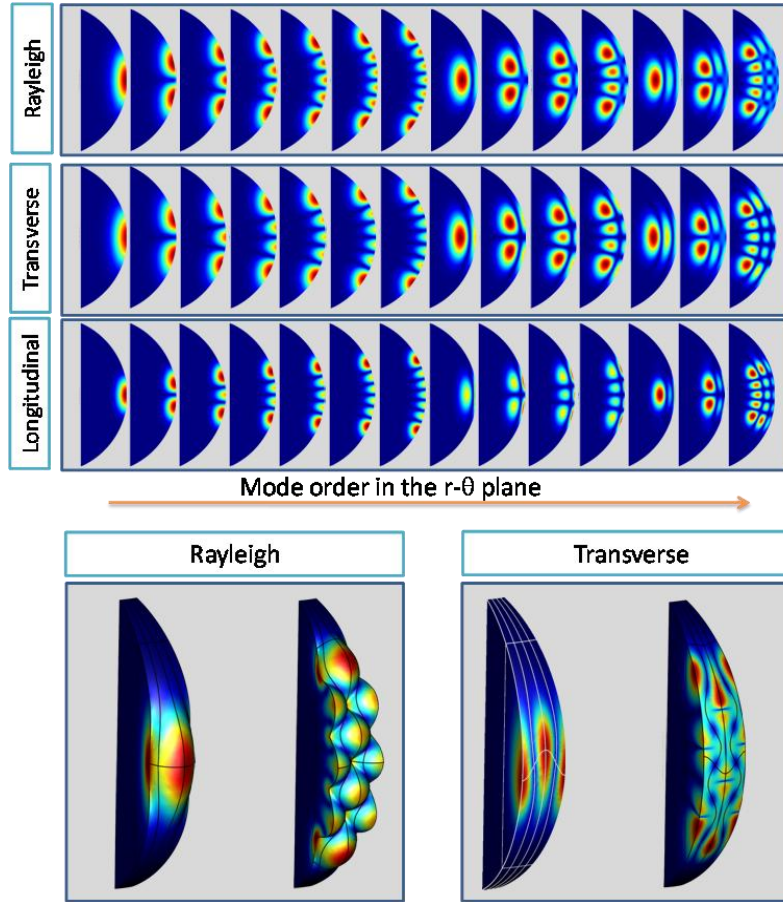 Rayleigh
Transverse
Longitudinal
Mode order in the r-θ plane
Rayleigh
Transverse